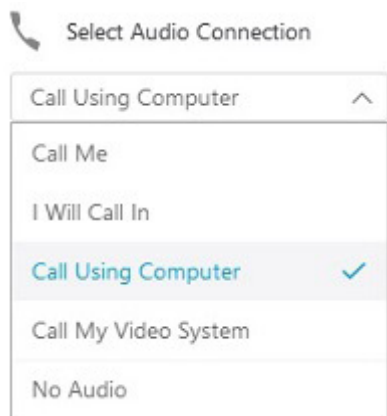 Select Audio Connection
Call Using Computer
Call Me
I Will Call In
Call Using Computer
Call My Video System
No Audio